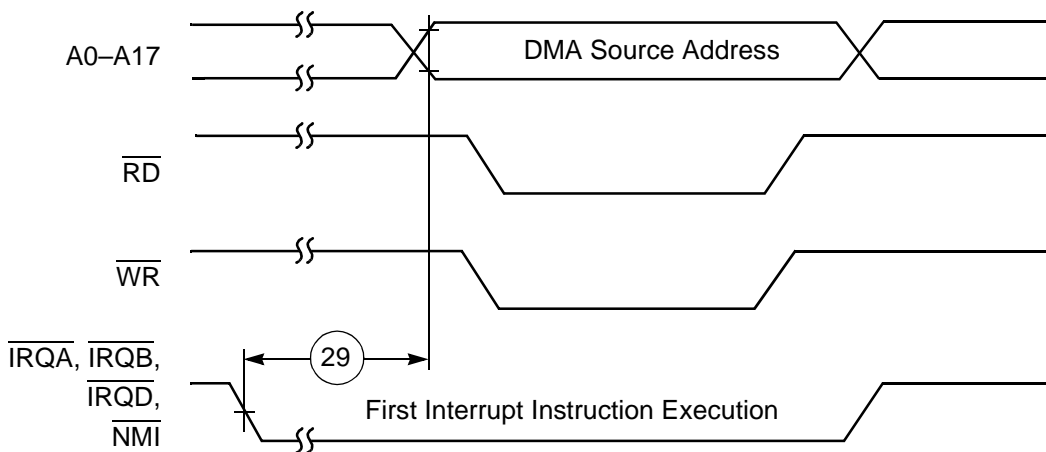 A0–A17
DMA Source Address
RD
WR
IRQA, IRQB,
IRQD,
NMI
29
First Interrupt Instruction Execution